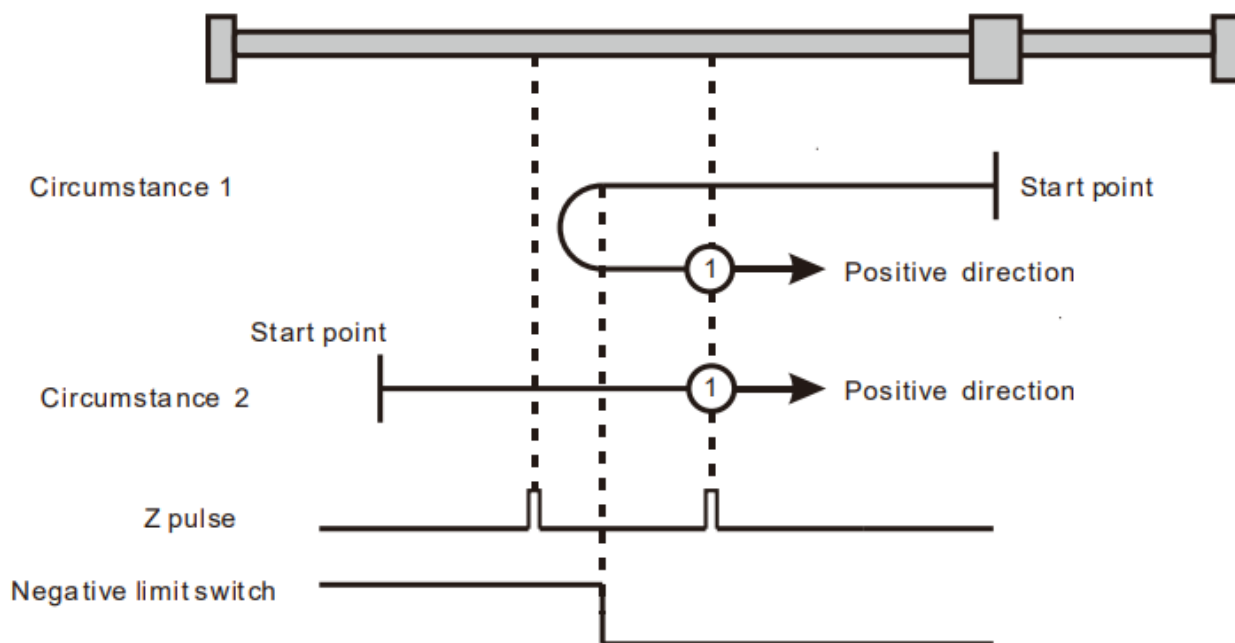 Circumstance 1
Start point
1
Positive direction
Start point
Circumstance 2
1
Positive direction
Z pulse
Negative limit switch